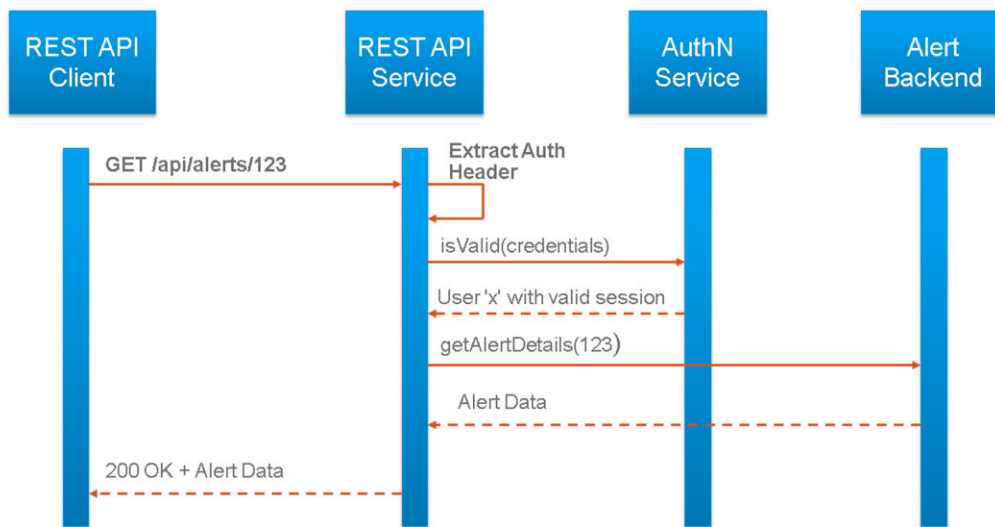 REST API
Client
REST API
Service
AuthN
Service
Alert
Backend
GET /api/alerts/123
Extract Auth
Header
isValid(credentials)
User 'x' with valid session
getAlertDetails(123)
Alert Data
200 OK + Alert Data